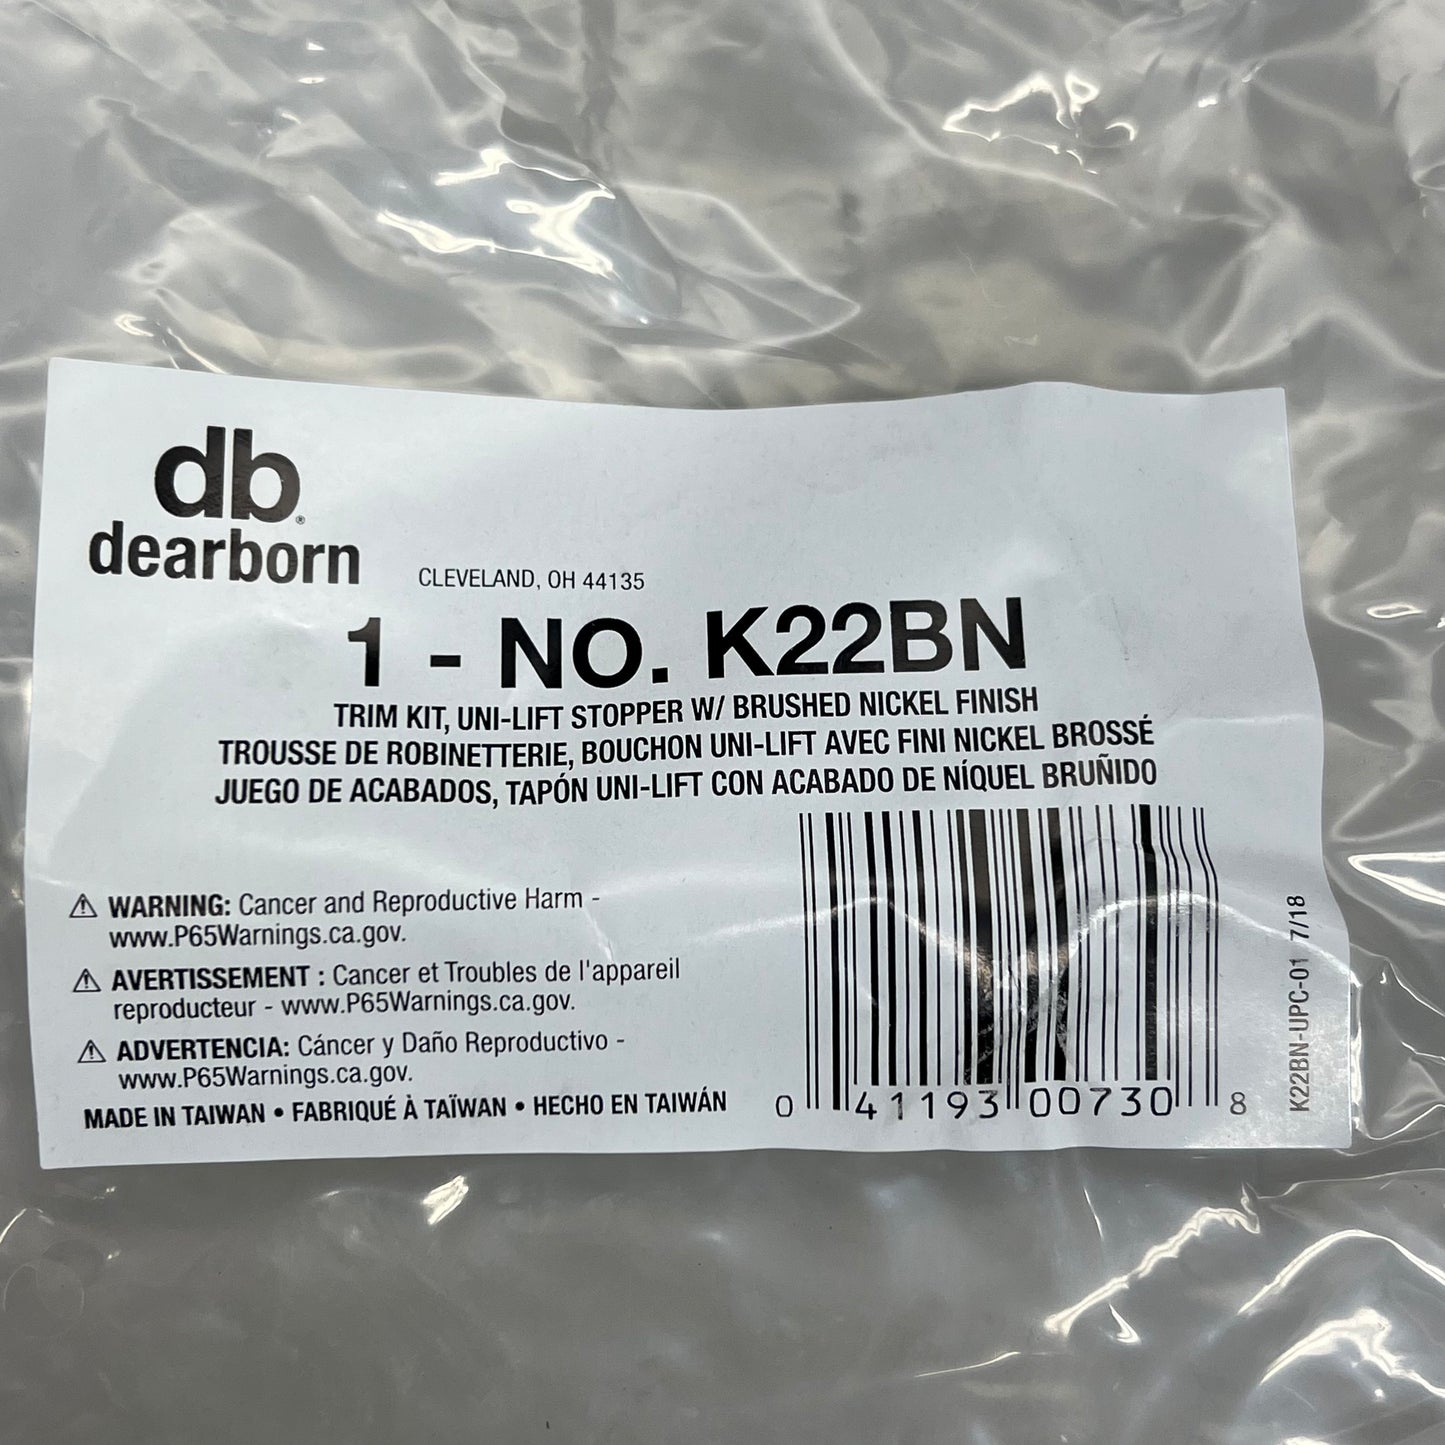 db®
dearborn
CLEVELAND, OH 44135
1 - NO. K22BN
TRIM KIT, UNI-LIFT STOPPER W/ BRUSHED NICKEL FINISH
TROUSSE DE ROBINETTERIE, BOUCHON UNI-LIFT AVEC FINI NICKEL BROSSÉ
JUEGO DE ACABADOS, TAPÓN UNI-LIFT CON ACABADO DE NÍQUEL BRUÑIDO
⚠ WARNING: Cancer and Reproductive Harm -
www.P65Warnings.ca.gov.
⚠ AVERTISSEMENT : Cancer et Troubles de l'appareil
reproducteur - www.P65Warnings.ca.gov.
⚠ ADVERTENCIA: Cáncer y Daño Reproductivo -
www.P65Warnings.ca.gov.
MADE IN TAIWAN • FABRIQUÉ À TAÏWAN • HECHO EN TAIWÁN
0 41193 00730 8
K22BN-UPC-01 7/18